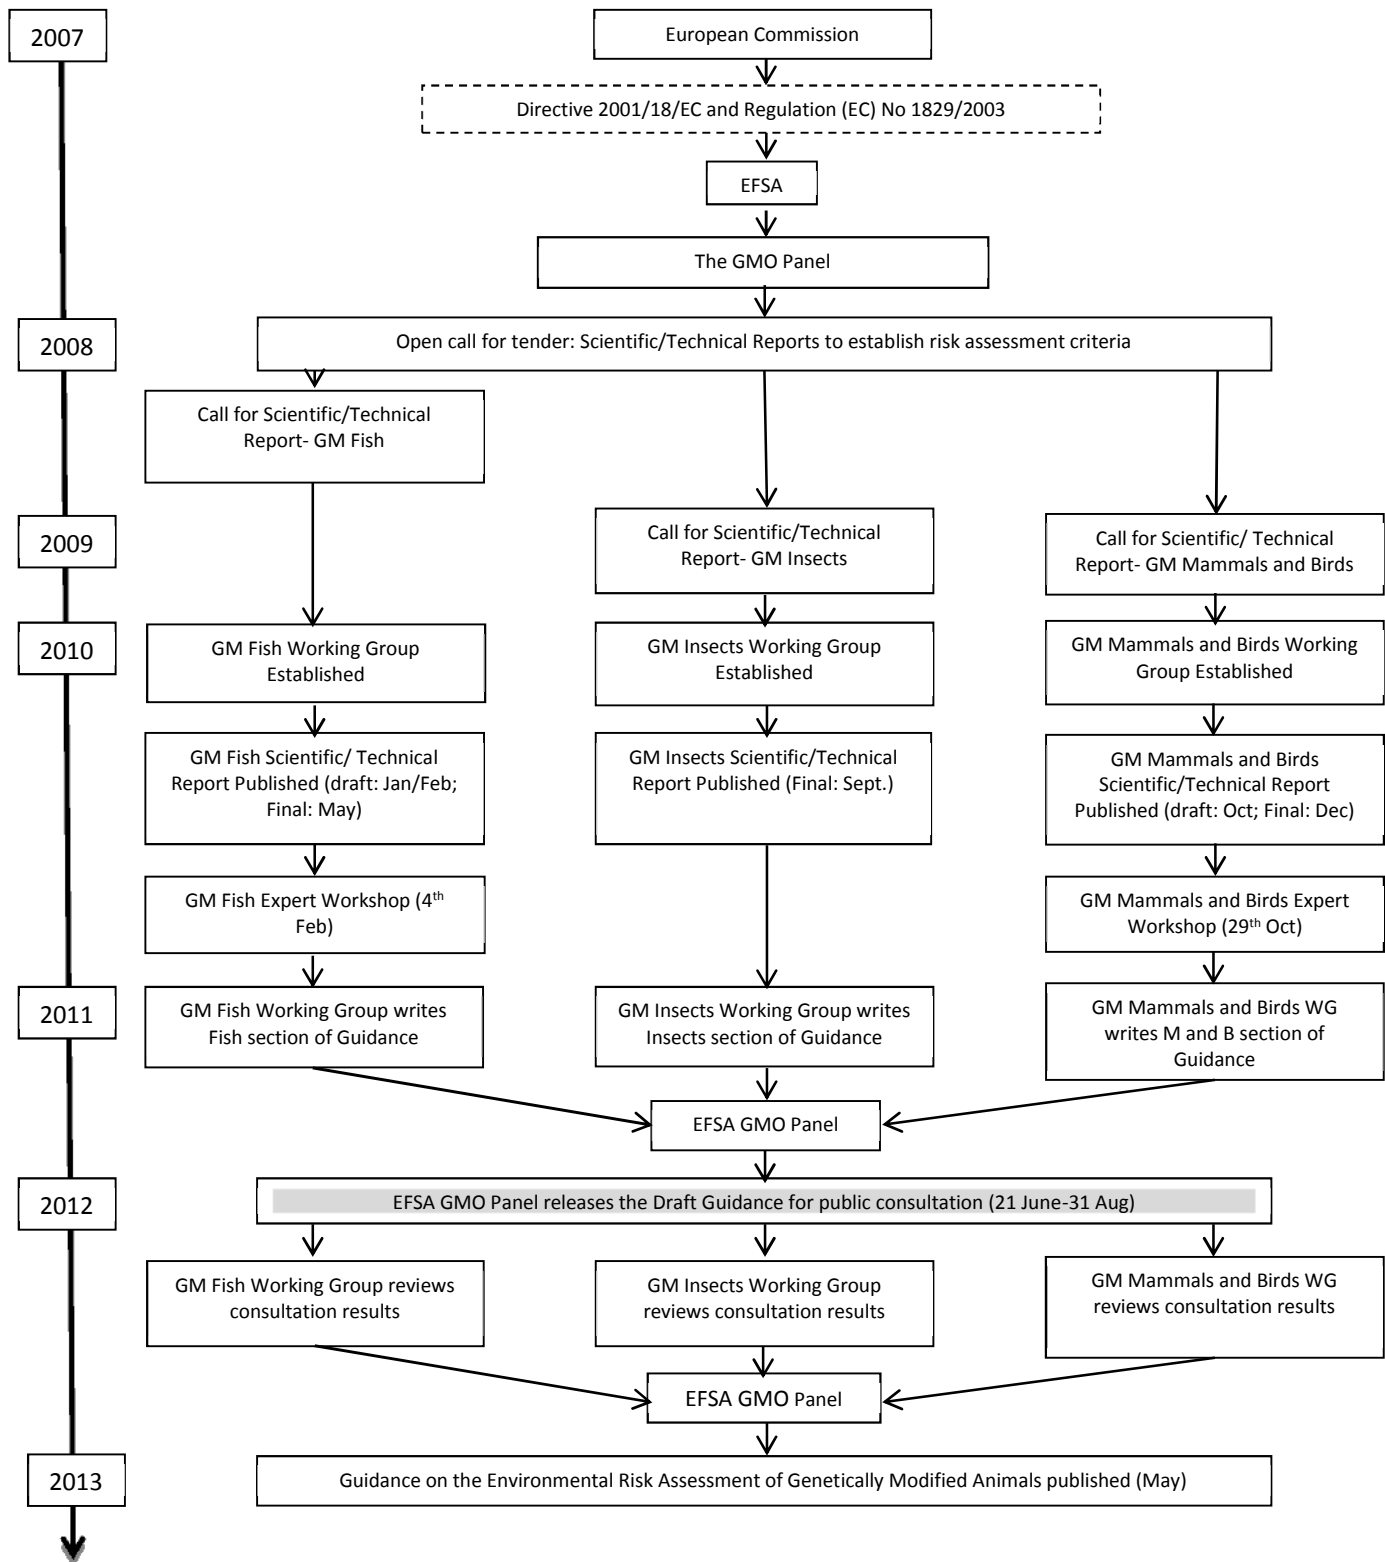 2007
European Commission
Directive 2001/18/EC and Regulation (EC) No 1829/2003
EFSA
The GMO Panel
2008
Open call for tender: Scientific/Technical Reports to establish risk assessment criteria
Call for Scientific/Technical
Report- GM Fish
2009
Call for Scientific/Technical
Report- GM Insects
Call for Scientific/ Technical
Report- GM Mammals and Birds
2010
GM Fish Working Group
Established
GM Insects Working Group
Established
GM Mammals and Birds Working
Group Established
GM Fish Scientific/ Technical
Report Published (draft: Jan/Feb;
Final: May)
GM Insects Scientific/Technical
Report Published (Final: Sept.)
GM Mammals and Birds
Scientific/Technical Report
Published (draft: Oct; Final: Dec)
GM Fish Expert Workshop (4th
Feb)
GM Mammals and Birds Expert
Workshop (29th Oct)
2011
GM Fish Working Group writes
Fish section of Guidance
GM Insects Working Group writes
Insects section of Guidance
GM Mammals and Birds WG
writes M and B section of
Guidance
EFSA GMO Panel
2012
EFSA GMO Panel releases the Draft Guidance for public consultation (21 June-31 Aug)
GM Fish Working Group reviews
consultation results
GM Insects Working Group
reviews consultation results
GM Mammals and Birds WG
reviews consultation results
EFSA GMO Panel
2013
Guidance on the Environmental Risk Assessment of Genetically Modified Animals published (May)